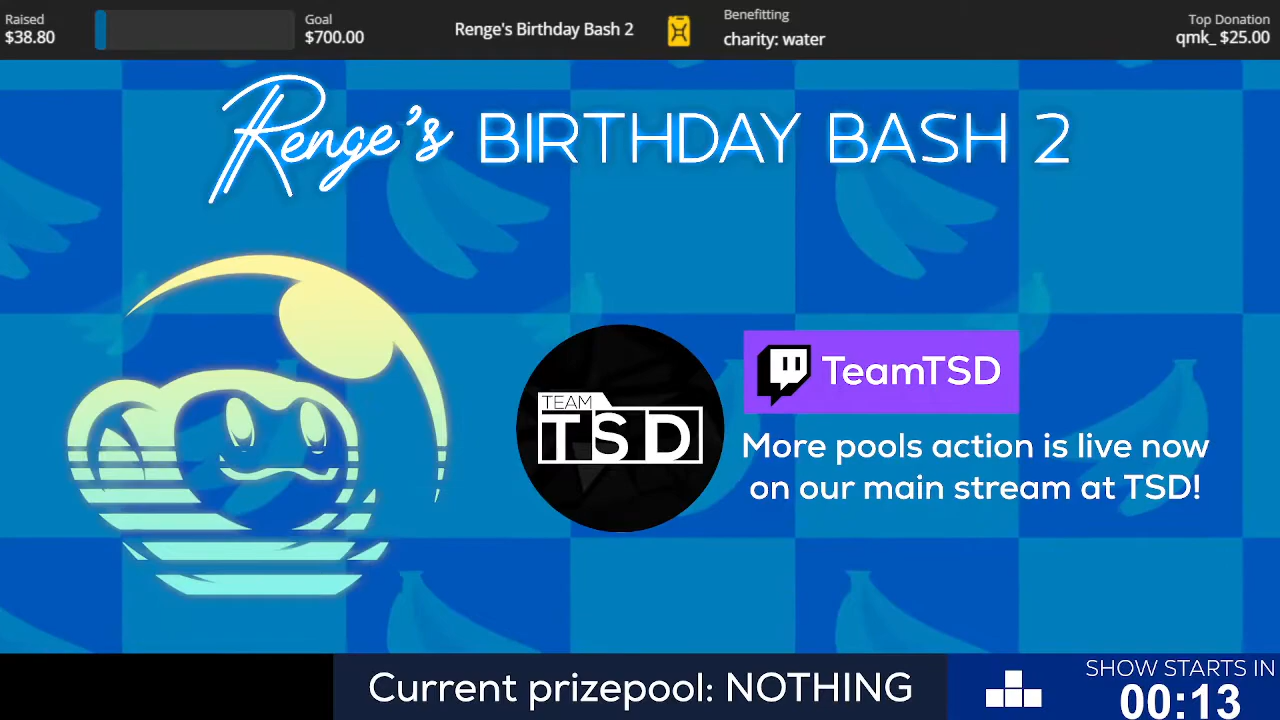 Raised
$38.80
Goal
$700.00
Renge's Birthday Bash 2
Benefitting
charity: water
Top Donation
qmk_ $25.00
Renge's BIRTHDAY BASH 2
TEAM
TSD
TeamTSD
More pools action is live now
on our main stream at TSD!
Current prizepool: NOTHING
SHOW STARTS IN
00:13